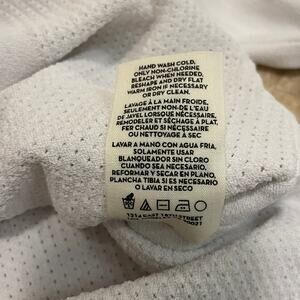 HAND WASH COLD,
ONLY NON-CHLORINE
BLEACH WHEN NEEDED,
RESHAPE AND DRY FLAT
WARM IRON IF NECESSARY
OR DRY CLEAN.
LAVAGE À LA MAIN FROIDE,
SEULEMENT NON-DE L'EAU
DE JAVEL LORSQUE NÉCESSAIRE,
REMODELER ET SÉCHAGE À PLAT,
FER CHAUD SI NÉCESSAIRE
OU NETTOYAGE À SEC
LAVAR A MANO CON AGUA FRIA,
SOLAMENTE USAR
BLANQUEADOR SIN CLORO
CUANDO SEA NECESARIO,
REFORMAR Y SECAR EN PLANO,
PLANCHA TIBIA SI ES NECESARIO
O LAVAR EN SECO
EAST 16TH STREET